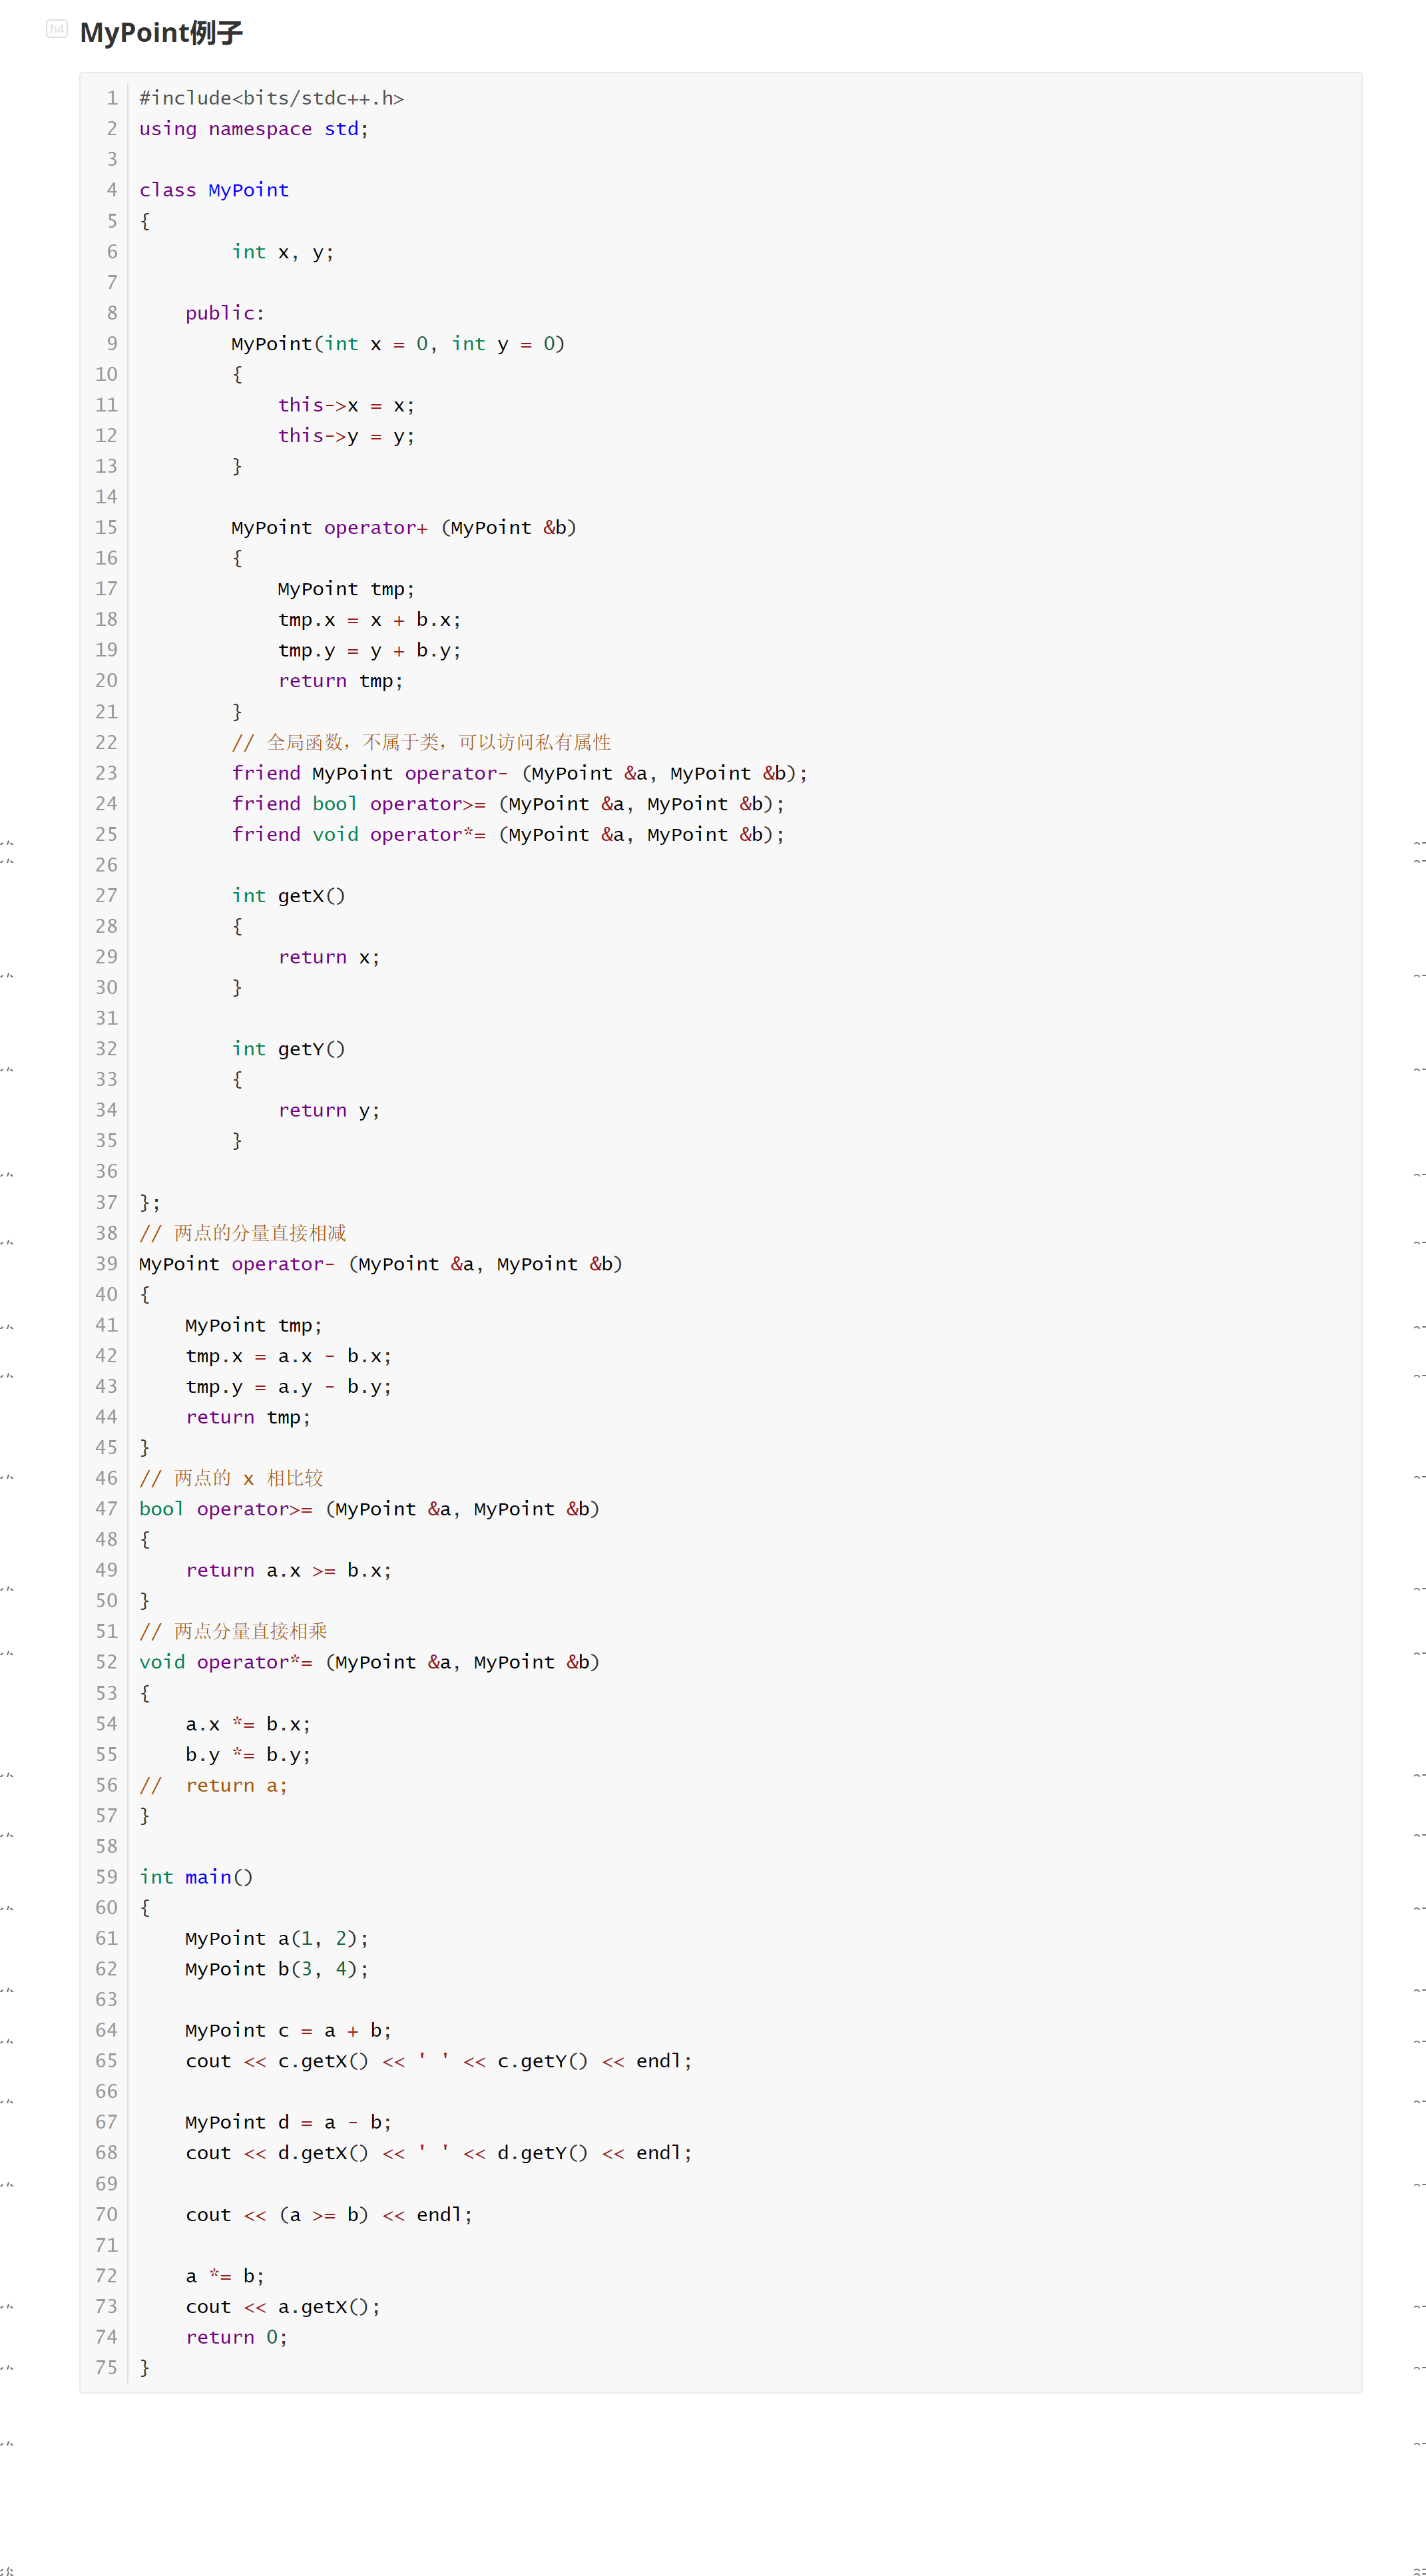 h4
MyPoint例子
1 #include<bits/stdc++.h>
2 using namespace std;
3
4 class MyPoint
5 {
6         int x, y;
7
8     public:
9         MyPoint(int x = 0, int y = 0)
10         {
11             this->x = x;
12             this->y = y;
13         }
14
15         MyPoint operator+ (MyPoint &b)
16         {
17             MyPoint tmp;
18             tmp.x = x + b.x;
19             tmp.y = y + b.y;
20             return tmp;
21         }
22         // 全局函数，不属于类，可以访问私有属性
23         friend MyPoint operator- (MyPoint &a, MyPoint &b);
24         friend bool operator>= (MyPoint &a, MyPoint &b);
25         friend void operator*= (MyPoint &a, MyPoint &b);
26
27         int getX()
28         {
29             return x;
30         }
31
32         int getY()
33         {
34             return y;
35         }
36
37 };
38 // 两点的分量直接相减
39 MyPoint operator- (MyPoint &a, MyPoint &b)
40 {
41     MyPoint tmp;
42     tmp.x = a.x - b.x;
43     tmp.y = a.y - b.y;
44     return tmp;
45 }
46 // 两点的 x 相比较
47 bool operator>= (MyPoint &a, MyPoint &b)
48 {
49     return a.x >= b.x;
50 }
51 // 两点分量直接相乘
52 void operator*= (MyPoint &a, MyPoint &b)
53 {
54     a.x *= b.x;
55     b.y *= b.y;
56 //  return a;
57 }
58
59 int main()
60 {
61     MyPoint a(1, 2);
62     MyPoint b(3, 4);
63
64     MyPoint c = a + b;
65     cout << c.getX() << ' ' << c.getY() << endl;
66
67     MyPoint d = a - b;
68     cout << d.getX() << ' ' << d.getY() << endl;
69
70     cout << (a >= b) << endl;
71
72     a *= b;
73     cout << a.getX();
74     return 0;
75 }